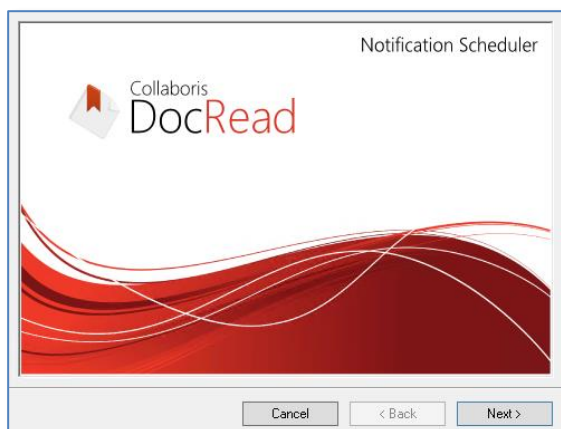 Notification Scheduler
Collaboris
DocRead
Cancel
< Back
Next >